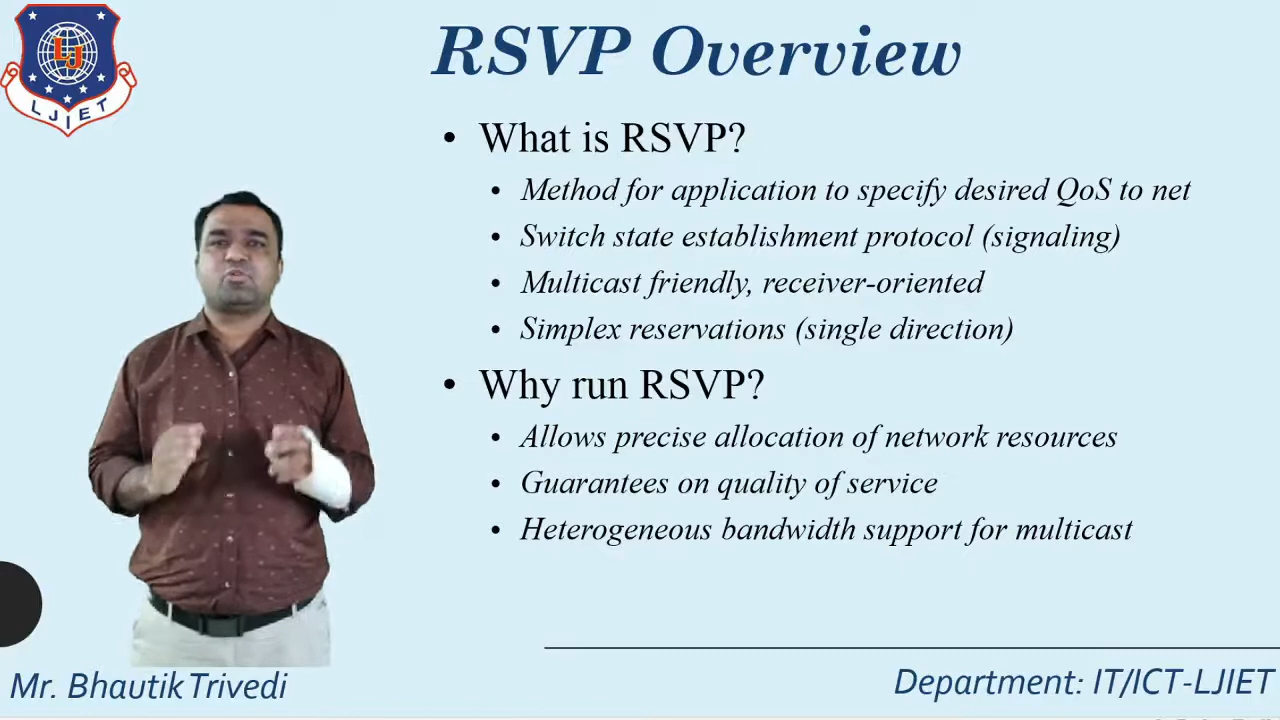 LJ
LJIET
RSVP Overview
• What is RSVP?
• Method for application to specify desired QoS to net
• Switch state establishment protocol (signaling)
• Multicast friendly, receiver-oriented
• Simplex reservations (single direction)
• Why run RSVP?
• Allows precise allocation of network resources
• Guarantees on quality of service
• Heterogeneous bandwidth support for multicast
Mr. Bhautik Trivedi
Department: IT/ICT-LJIET